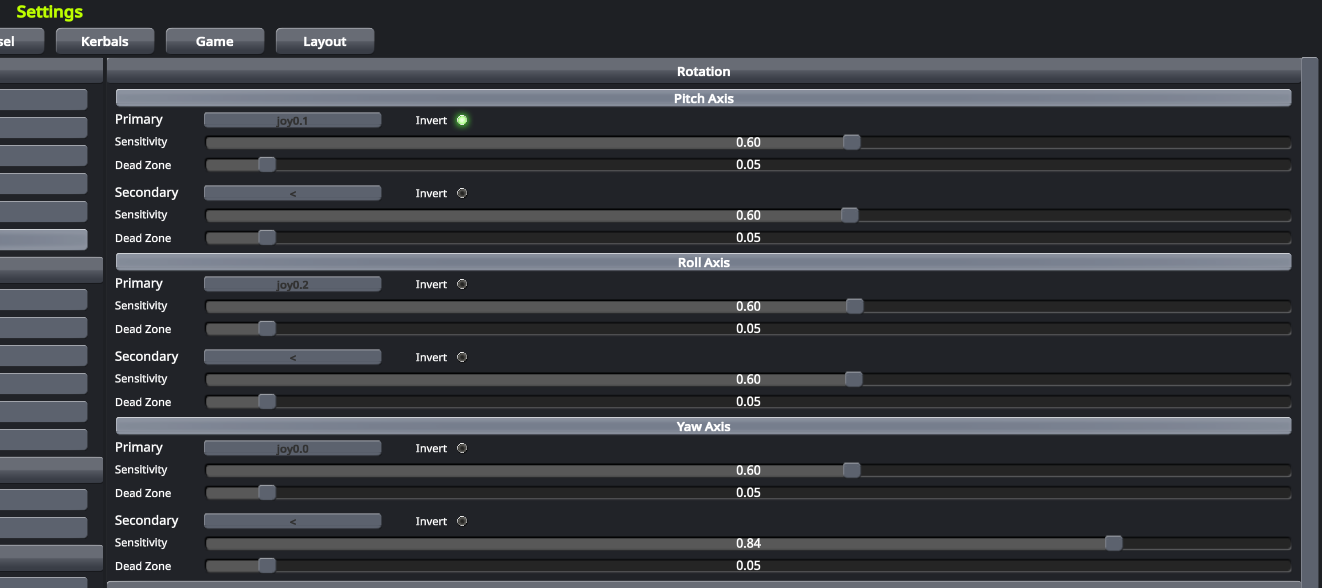 Settings
sel
Kerbals
Game
Layout
Rotation
Pitch Axis
Primary joy0.1 Invert
Sensitivity 0.60
Dead Zone 0.05
Secondary < Invert
Sensitivity 0.60
Dead Zone 0.05
Roll Axis
Primary joy0.2 Invert
Sensitivity 0.60
Dead Zone 0.05
Secondary < Invert
Sensitivity 0.60
Dead Zone 0.05
Yaw Axis
Primary joy0.0 Invert
Sensitivity 0.60
Dead Zone 0.05
Secondary < Invert
Sensitivity 0.84
Dead Zone 0.05